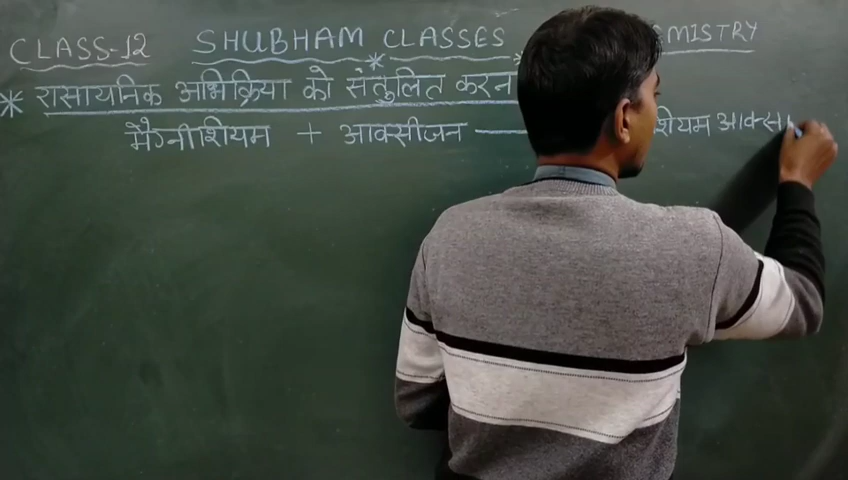 CLASS-12 SHUBHAM CLASSES MISTRY
* रासायनिक अभिक्रिया को संतुलित करन
मैग्नीशियम + आक्सीजन शियम आक्स